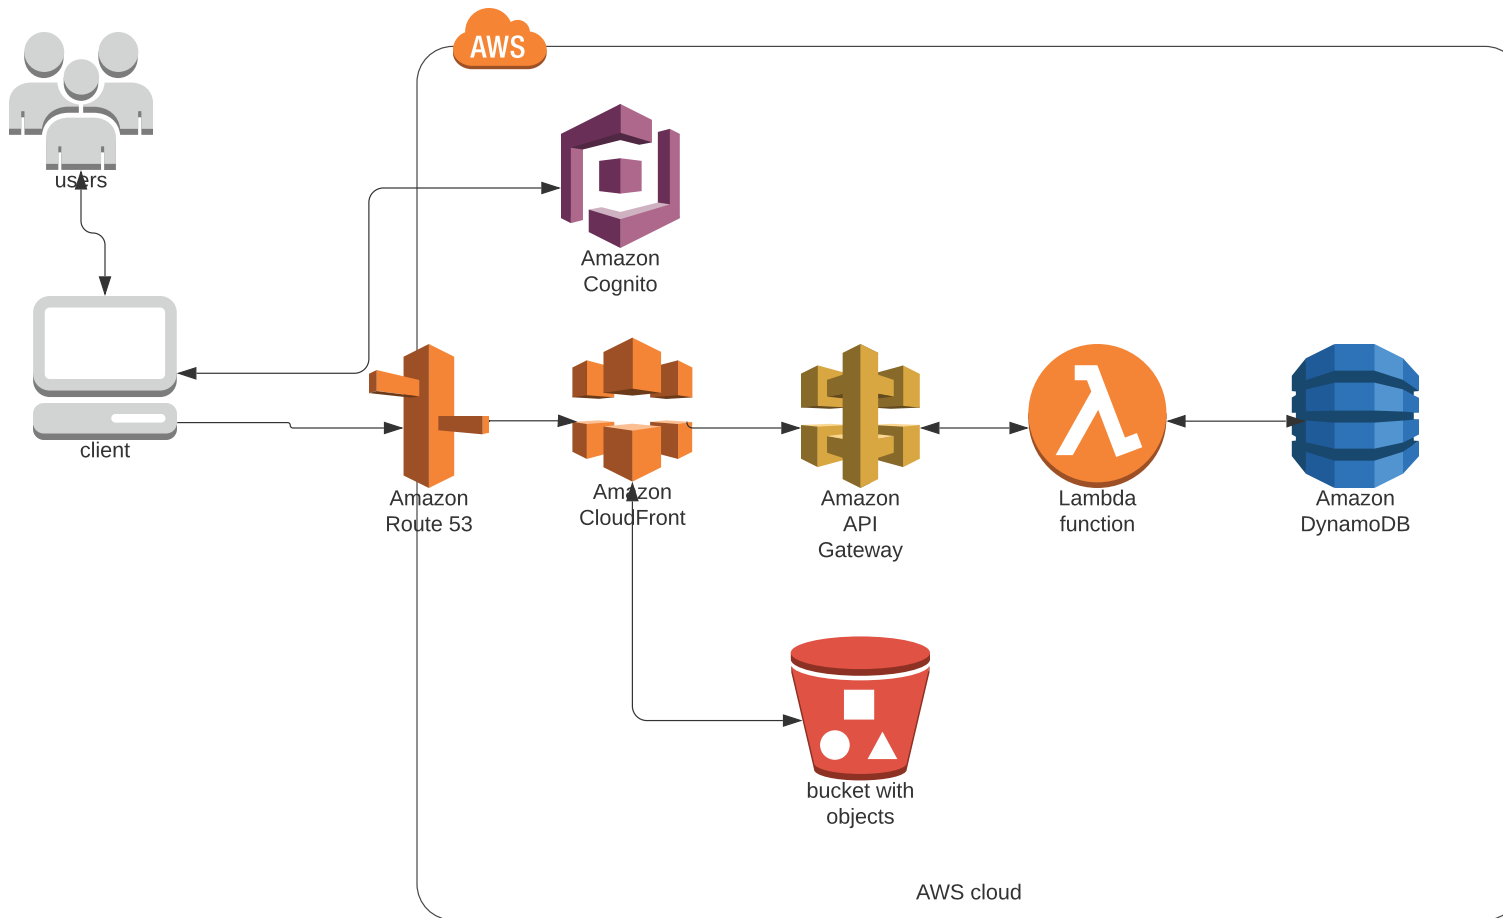 AWS
users
Amazon
Cognito
client
Amazon
Route 53
Amazon
CloudFront
Amazon
API
Gateway
Lambda
function
Amazon
DynamoDB
bucket with
objects
AWS cloud